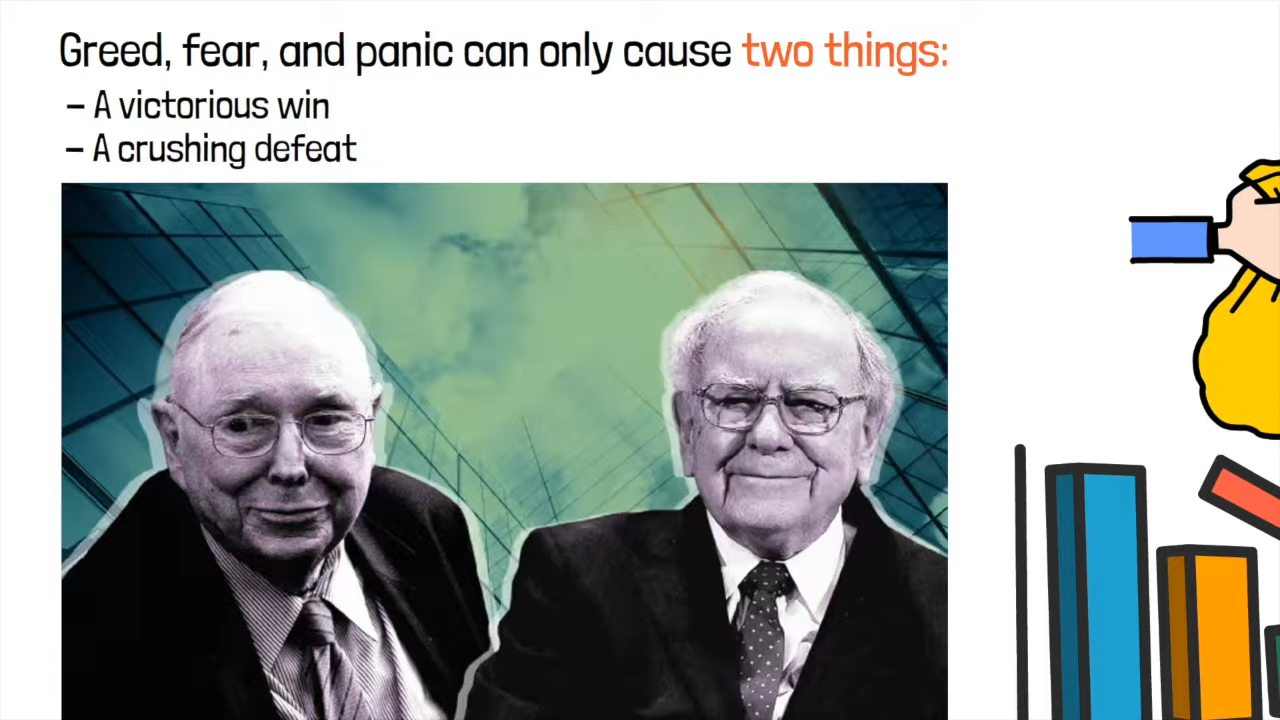 Greed, fear, and panic can only cause two things:
– A victorious win
– A crushing defeat